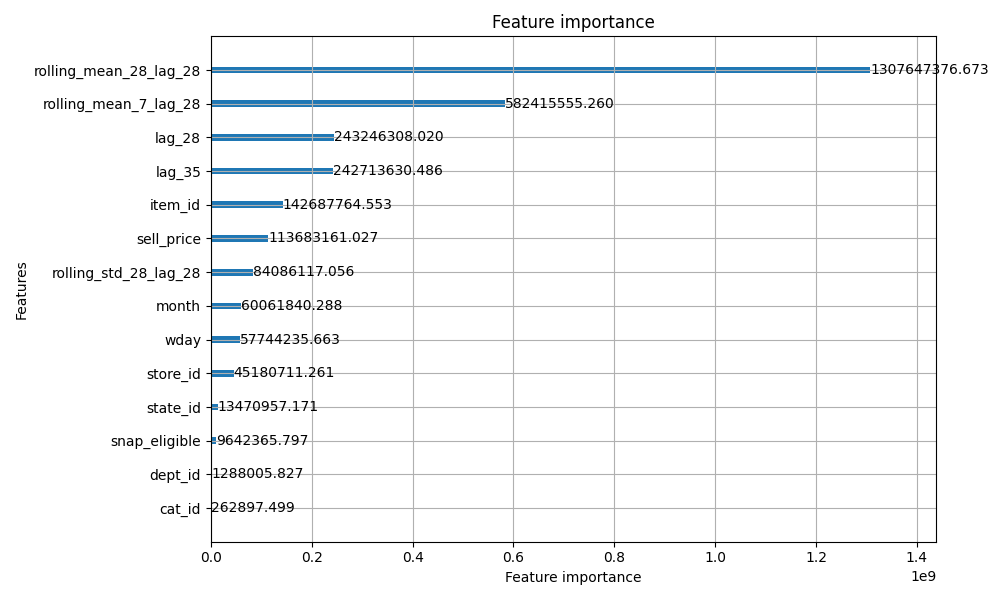 Feature importance
rolling_mean_28_lag_28 1307647376.673
rolling_mean_7_lag_28 582415555.260
lag_28 243246308.020
lag_35 242713630.486
item_id 142687764.553
sell_price 113683161.027
rolling_std_28_lag_28 84086117.056
month 60061840.288
wday 57744235.663
store_id 45180711.261
state_id 13470957.171
snap_eligible 9642365.797
dept_id 1288005.827
cat_id 262897.499
Features
0.0 0.2 0.4 0.6 0.8 1.0 1.2 1.4
1e9
Feature importance